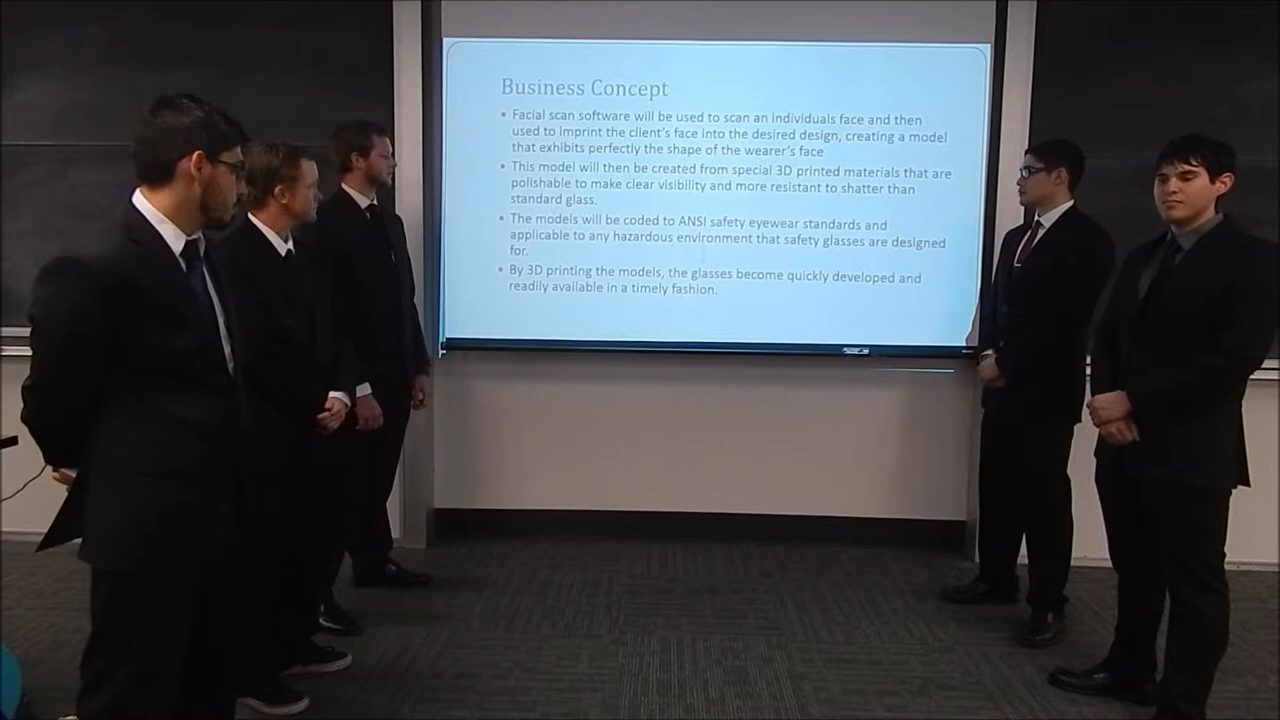 Business Concept
• Facial scan software will be used to scan an individuals face and then
used to imprint the client's face into the desired design, creating a model
that exhibits perfectly the shape of the wearer's face
• This model will then be created from special 3D printed materials that are
polishable to make clear visibility and more resistant to shatter than
standard glass.
• The models will be coded to ANSI safety eyewear standards and
applicable to any hazardous environment that safety glasses are designed
for.
• By 3D printing the models, the glasses become quickly developed and
readily available in a timely fashion.